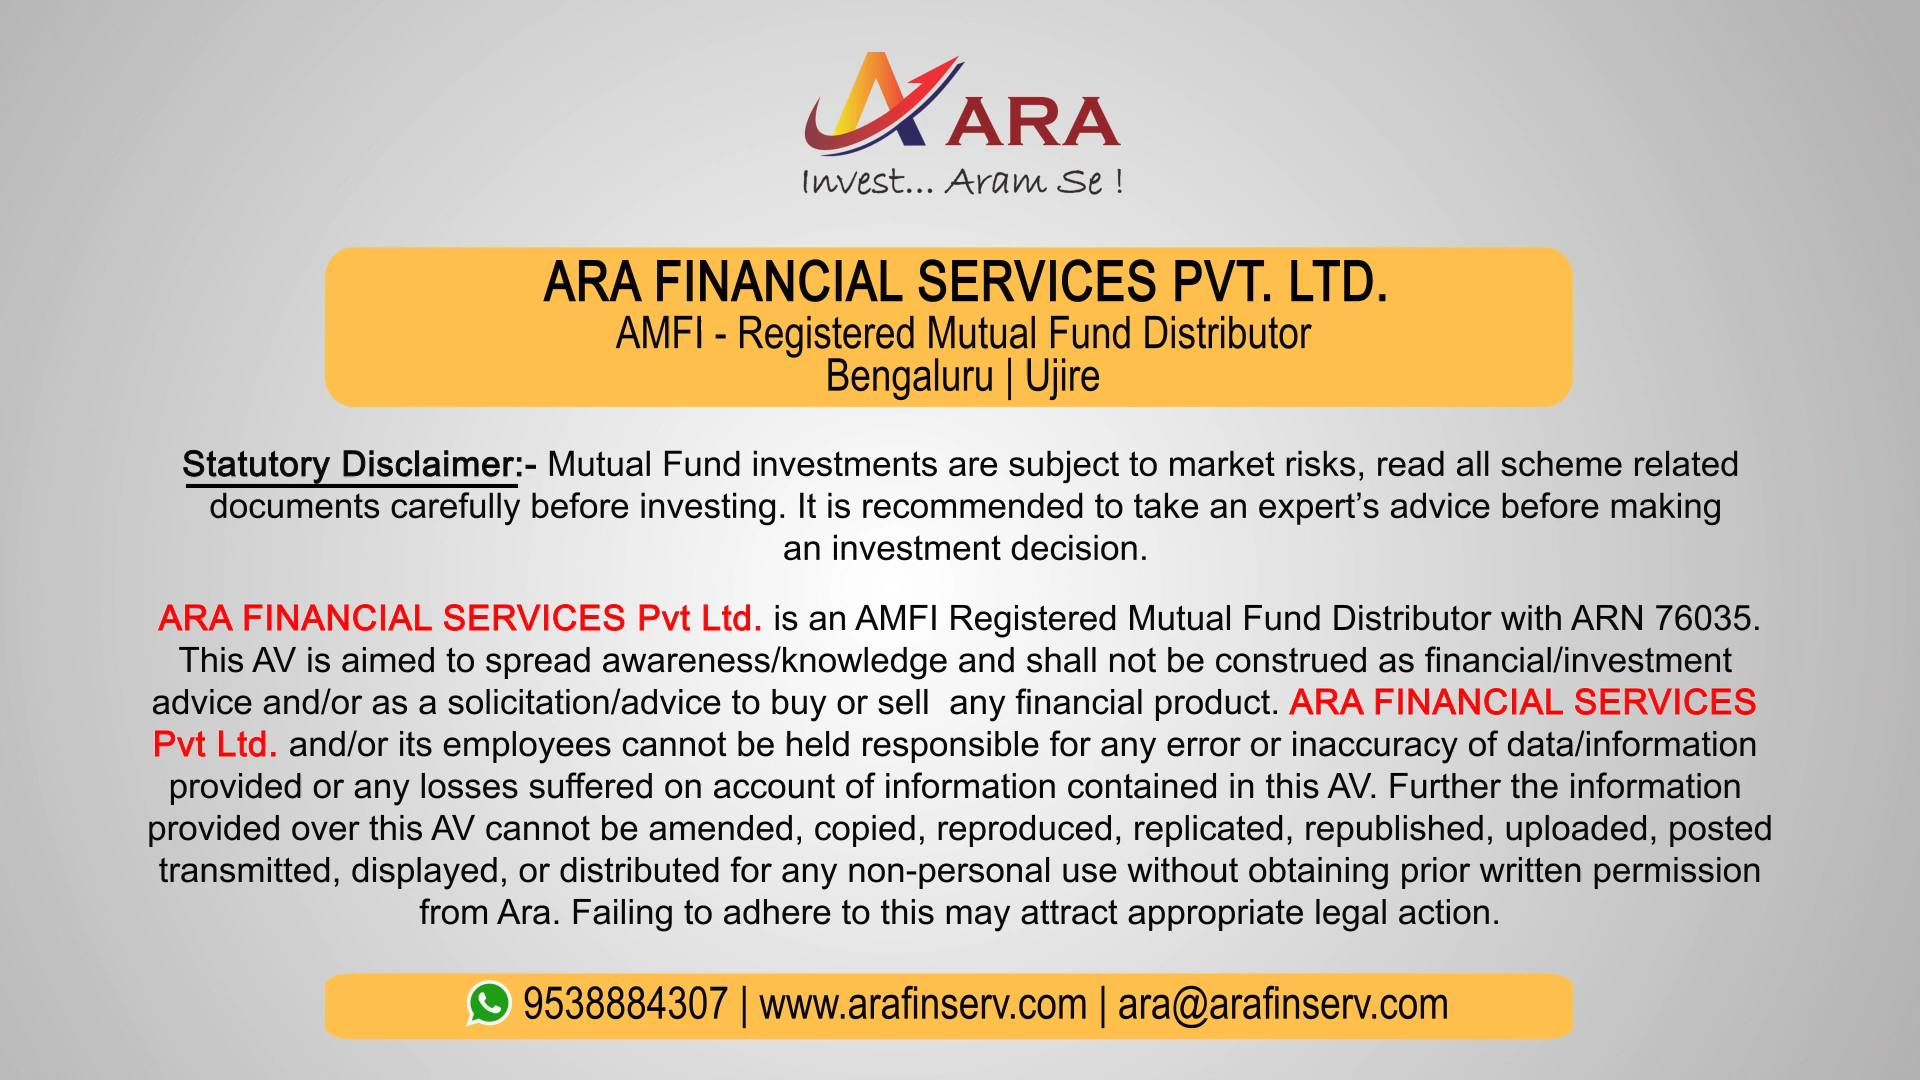 ARA
Invest... Aram Se !
ARA FINANCIAL SERVICES PVT. LTD.
AMFI - Registered Mutual Fund Distributor
Bengaluru | Ujire
Statutory Disclaimer:- Mutual Fund investments are subject to market risks, read all scheme related
documents carefully before investing. It is recommended to take an expert’s advice before making
an investment decision.
ARA FINANCIAL SERVICES Pvt Ltd. is an AMFI Registered Mutual Fund Distributor with ARN 76035.
This AV is aimed to spread awareness/knowledge and shall not be construed as financial/investment
advice and/or as a solicitation/advice to buy or sell  any financial product. ARA FINANCIAL SERVICES
Pvt Ltd. and/or its employees cannot be held responsible for any error or inaccuracy of data/information
provided or any losses suffered on account of information contained in this AV. Further the information
provided over this AV cannot be amended, copied, reproduced, replicated, republished, uploaded, posted
transmitted, displayed, or distributed for any non-personal use without obtaining prior written permission
from Ara. Failing to adhere to this may attract appropriate legal action.
9538884307 | www.arafinserv.com | ara@arafinserv.com